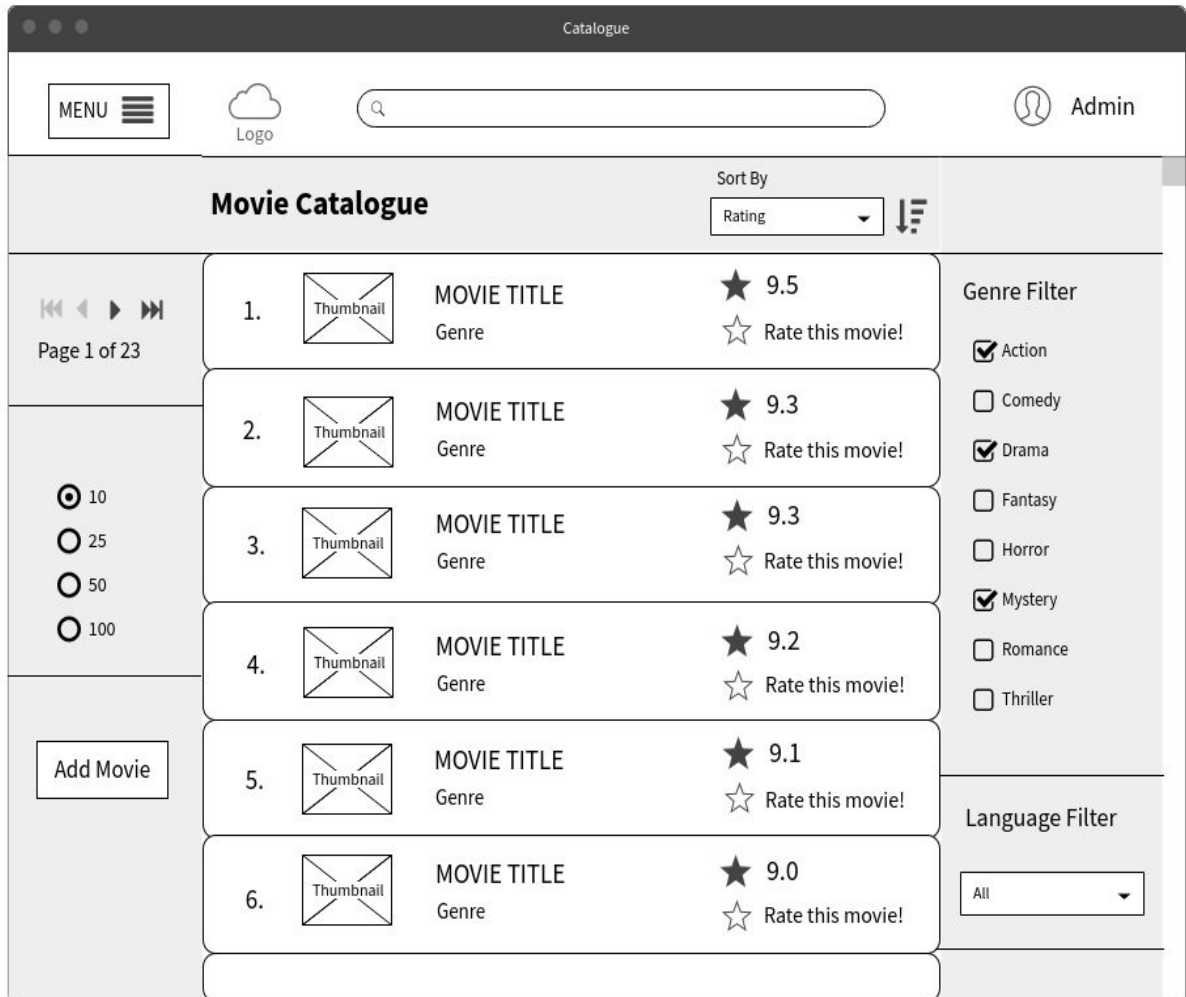 Catalogue
MENU
Logo
Admin
Movie Catalogue
Sort By
Rating
Page 1 of 23
10
25
50
100
Add Movie
1.
Thumbnail
MOVIE TITLE
Genre
9.5
Rate this movie!
2.
Thumbnail
MOVIE TITLE
Genre
9.3
Rate this movie!
3.
Thumbnail
MOVIE TITLE
Genre
9.3
Rate this movie!
4.
Thumbnail
MOVIE TITLE
Genre
9.2
Rate this movie!
5.
Thumbnail
MOVIE TITLE
Genre
9.1
Rate this movie!
6.
Thumbnail
MOVIE TITLE
Genre
9.0
Rate this movie!
Genre Filter
Action
Comedy
Drama
Fantasy
Horror
Mystery
Romance
Thriller
Language Filter
All